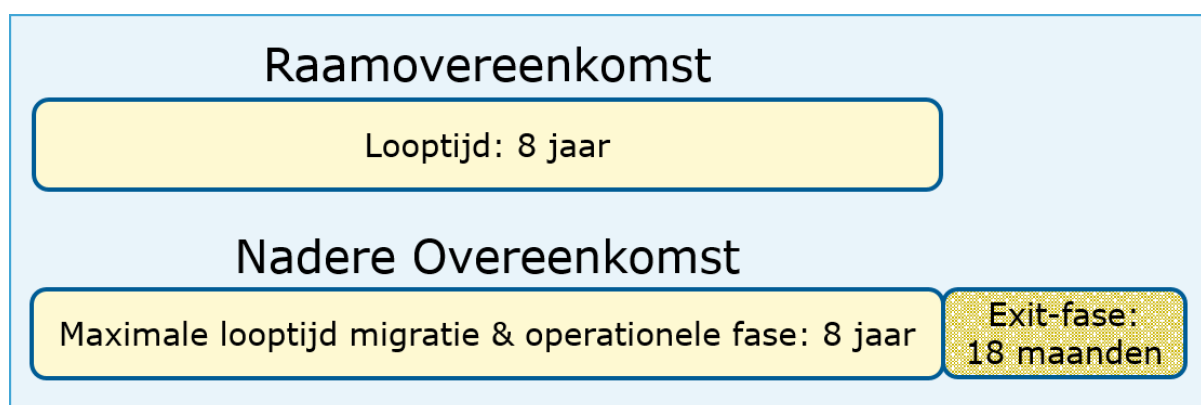 Raamovereenkomst
Looptijd: 8 jaar
Nadere Overeenkomst
Maximale looptijd migratie & operationele fase: 8 jaar
Exit-fase:
18 maanden